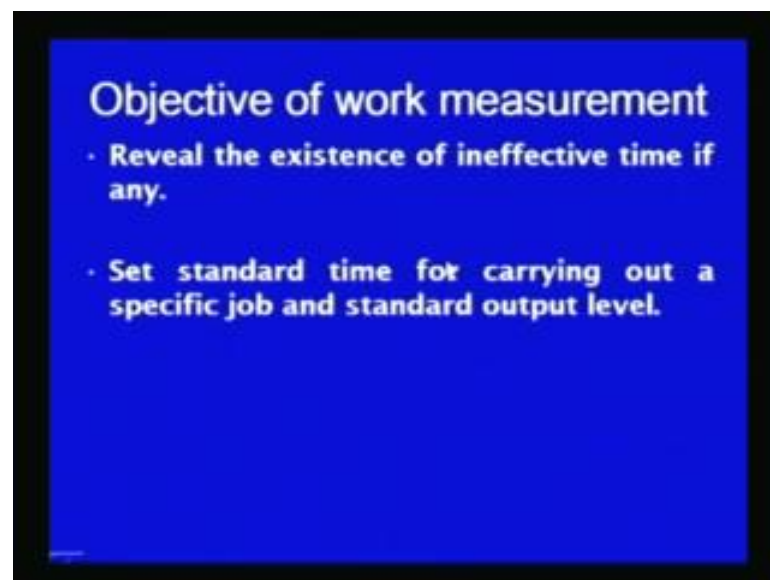 Objective of work measurement
· Reveal the existence of ineffective time if
any.
· Set standard time for carrying out a
specific job and standard output level.